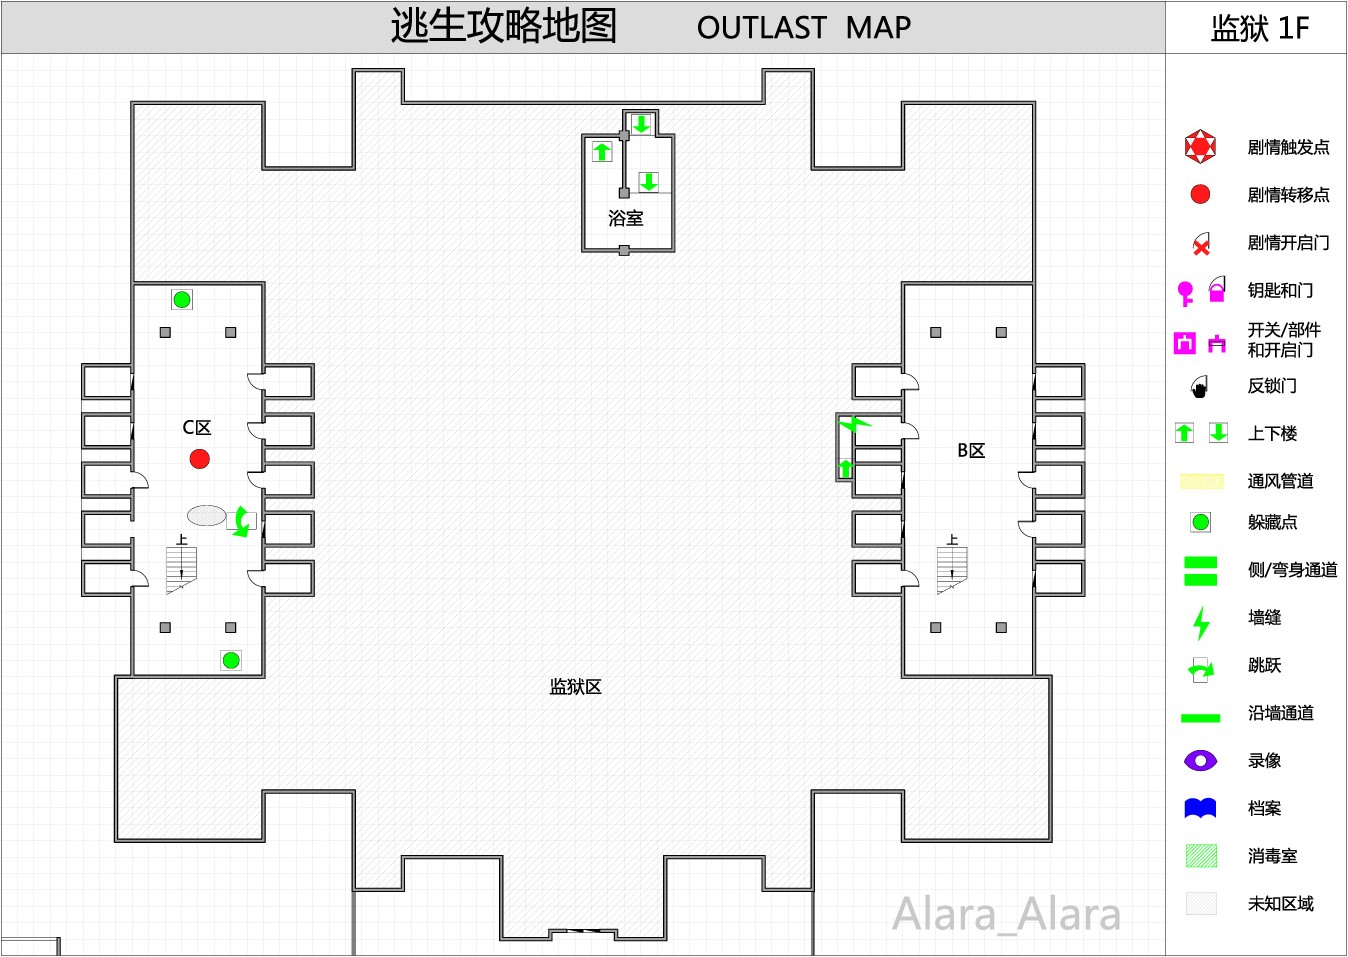 逃生攻略地图 OUTLAST MAP
监狱 1F
剧情触发点
剧情转移点
剧情开启门
钥匙和门
开关/部件
和开启门
反锁门
上下楼
通风管道
躲藏点
侧/弯身通道
墙缝
跳跃
沿墙通道
录像
档案
消毒室
未知区域
浴室
C区
B区
上
上
监狱区
Alara_Alara